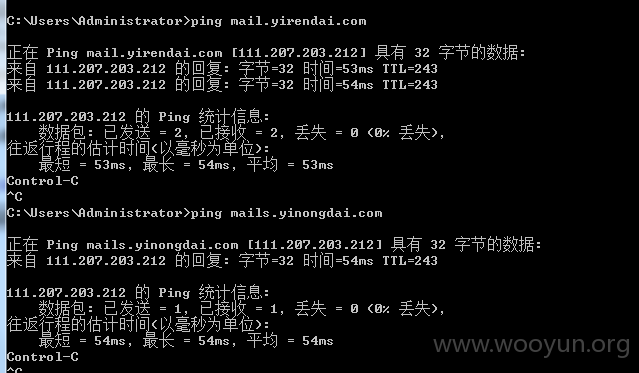 C:\Users\Administrator>ping mail.yirendai.com
正在 Ping mail.yirendai.com [111.207.203.212] 具有 32 字节的数据:
来自 111.207.203.212 的回复: 字节=32 时间=53ms TTL=243
来自 111.207.203.212 的回复: 字节=32 时间=54ms TTL=243
111.207.203.212 的 Ping 统计信息:
数据包: 已发送 = 2, 已接收 = 2, 丢失 = 0 (0% 丢失),
往返行程的估计时间(以毫秒为单位):
最短 = 53ms, 最长 = 54ms, 平均 = 53ms
Control-C
^C
C:\Users\Administrator>ping mails.yinongdai.com
正在 Ping mails.yinongdai.com [111.207.203.212] 具有 32 字节的数据:
来自 111.207.203.212 的回复: 字节=32 时间=54ms TTL=243
111.207.203.212 的 Ping 统计信息:
数据包: 已发送 = 1, 已接收 = 1, 丢失 = 0 (0% 丢失),
往返行程的估计时间(以毫秒为单位):
最短 = 54ms, 最长 = 54ms, 平均 = 54ms
www.wooyun.org
Control-C
^C